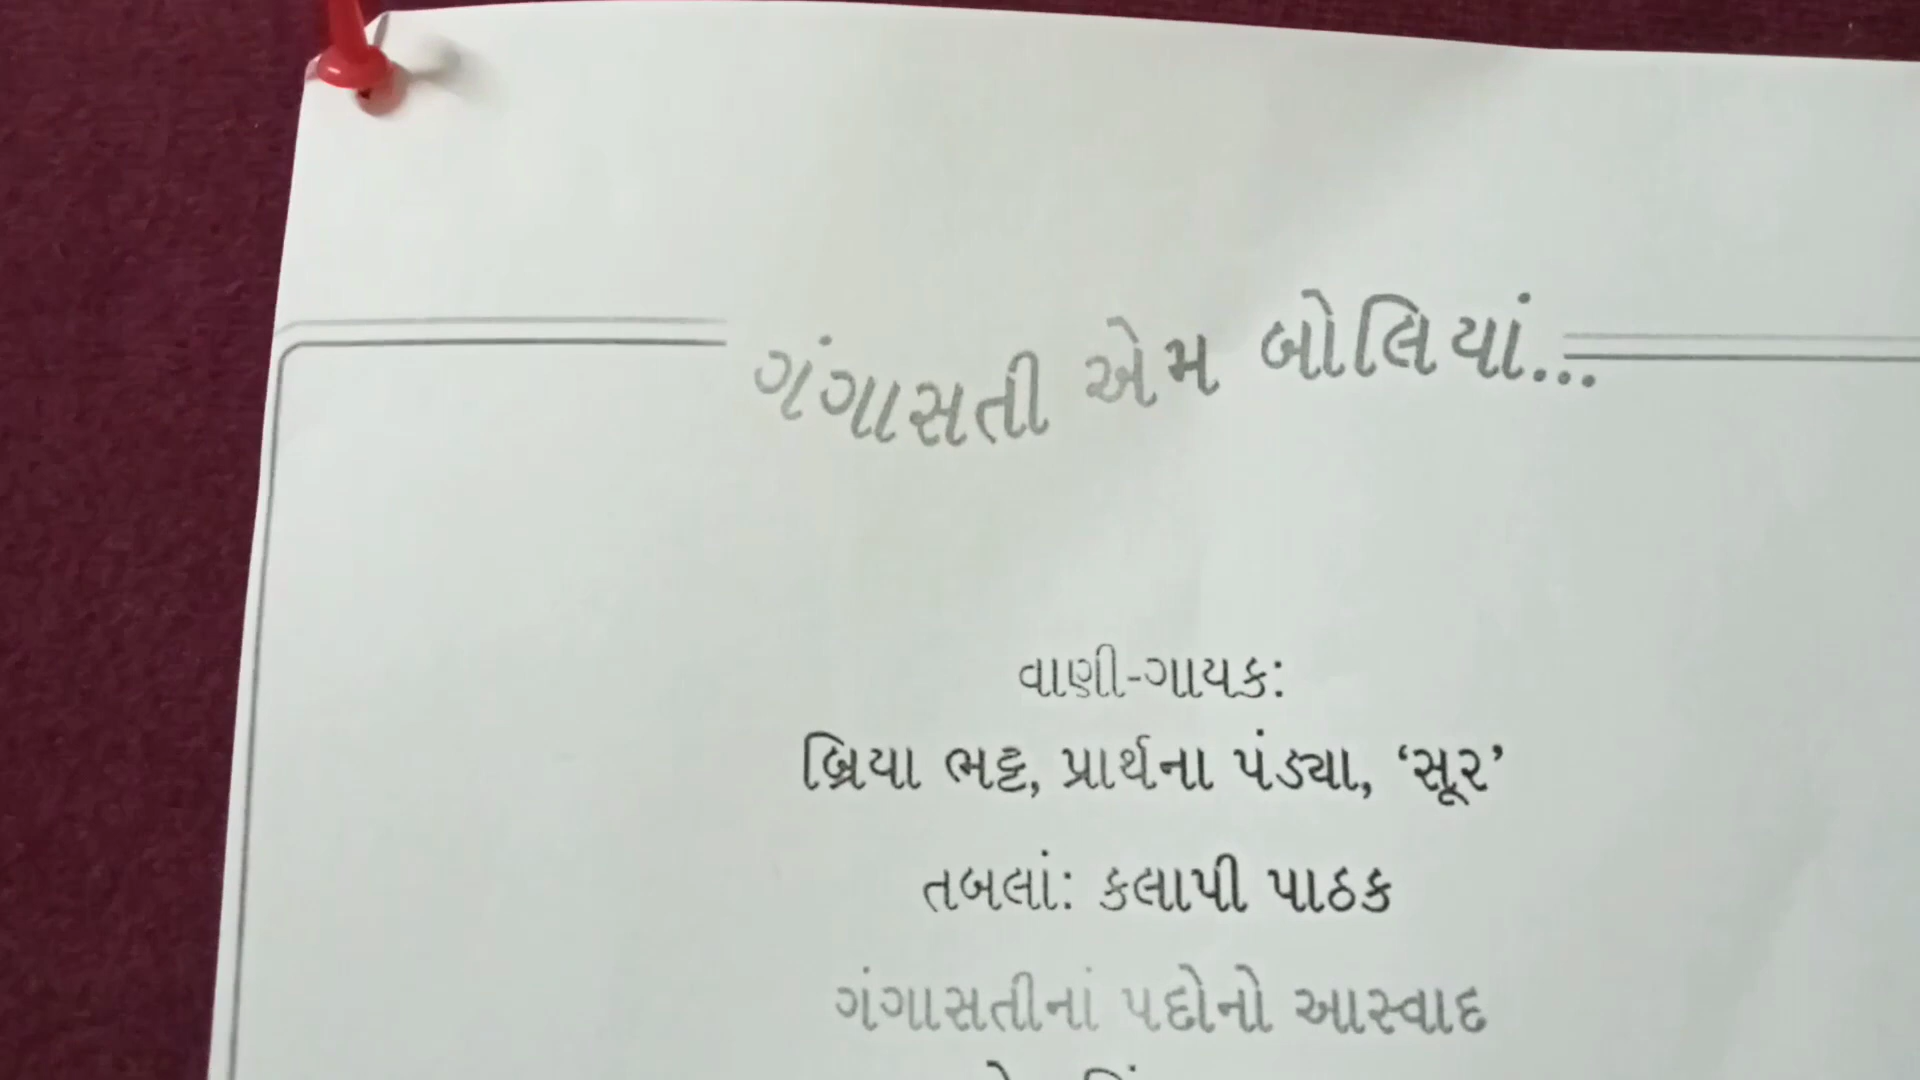 ગંગાસતી એમ બોલિયાં...
વાણી-ગાયક:
બ્રિયા ભટ્ટ, પ્રાર્થના પંડ્યા, ‘સૂર’
તબલાં: કલાપી પાઠક
ગંગાસતીનાં પદોનો આસ્વાદ